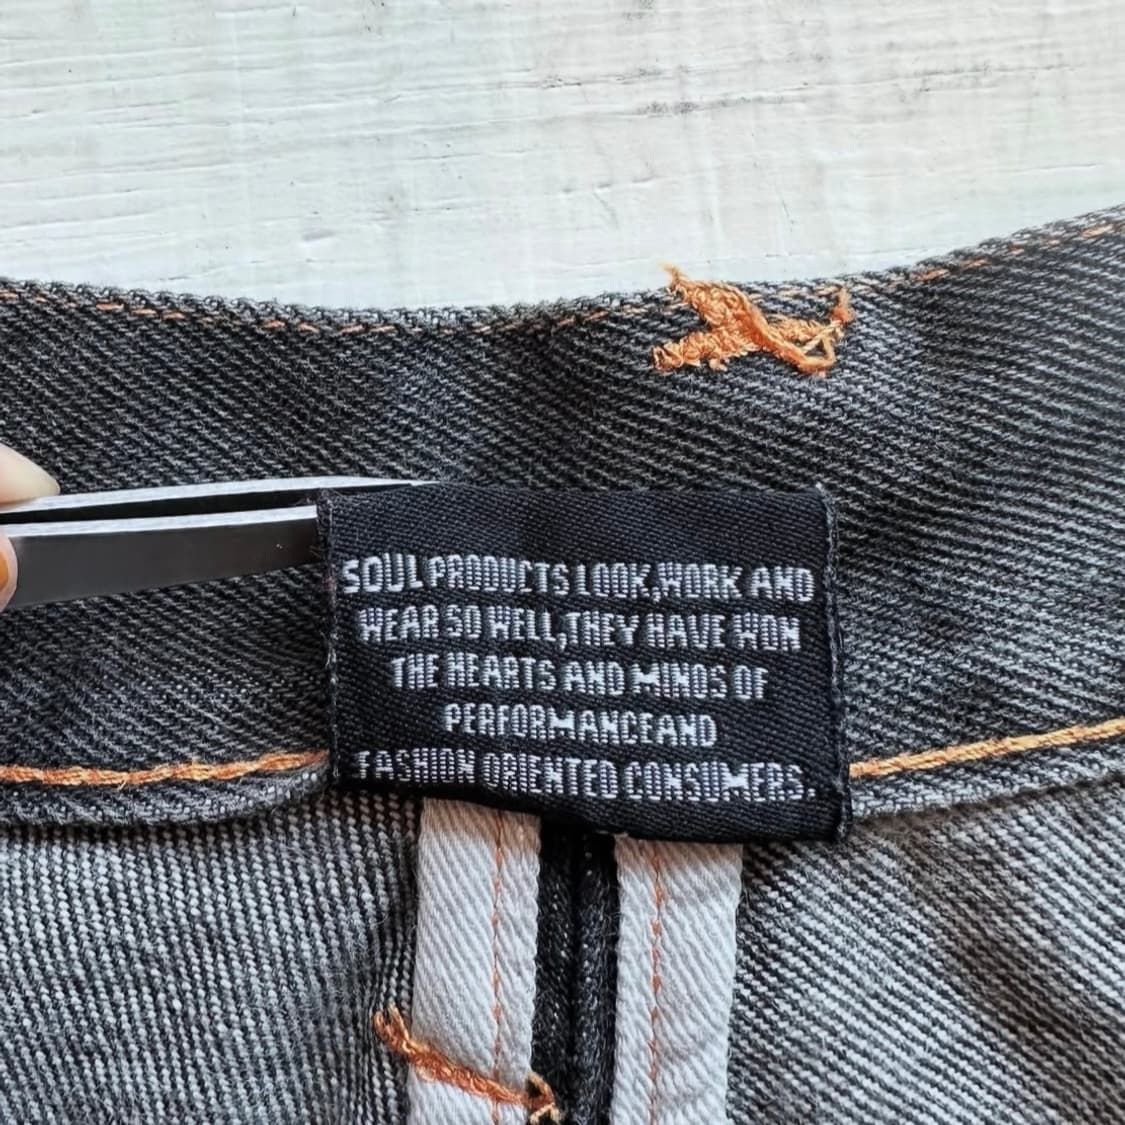 SOUL PRODUCTS LOOK,WORK AND
WEAR SO WELL,THEY HAVE WON
THE HEARTS AND MINDS OF
PERFORMANCEAND
FASHION ORIENTED CONSUMERS.